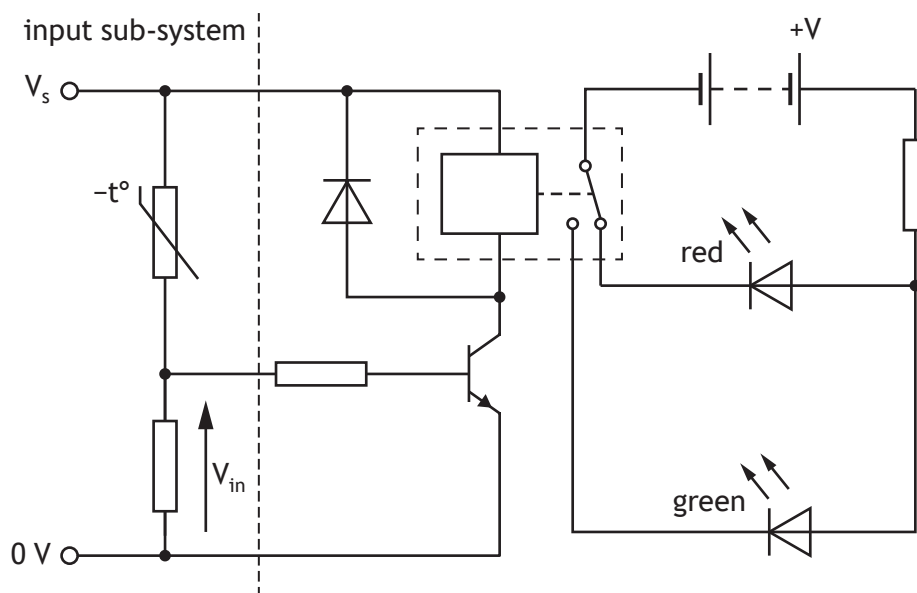 input sub-system
+V
Vₛ
–t°
red
Vᵢₙ
green
0 V